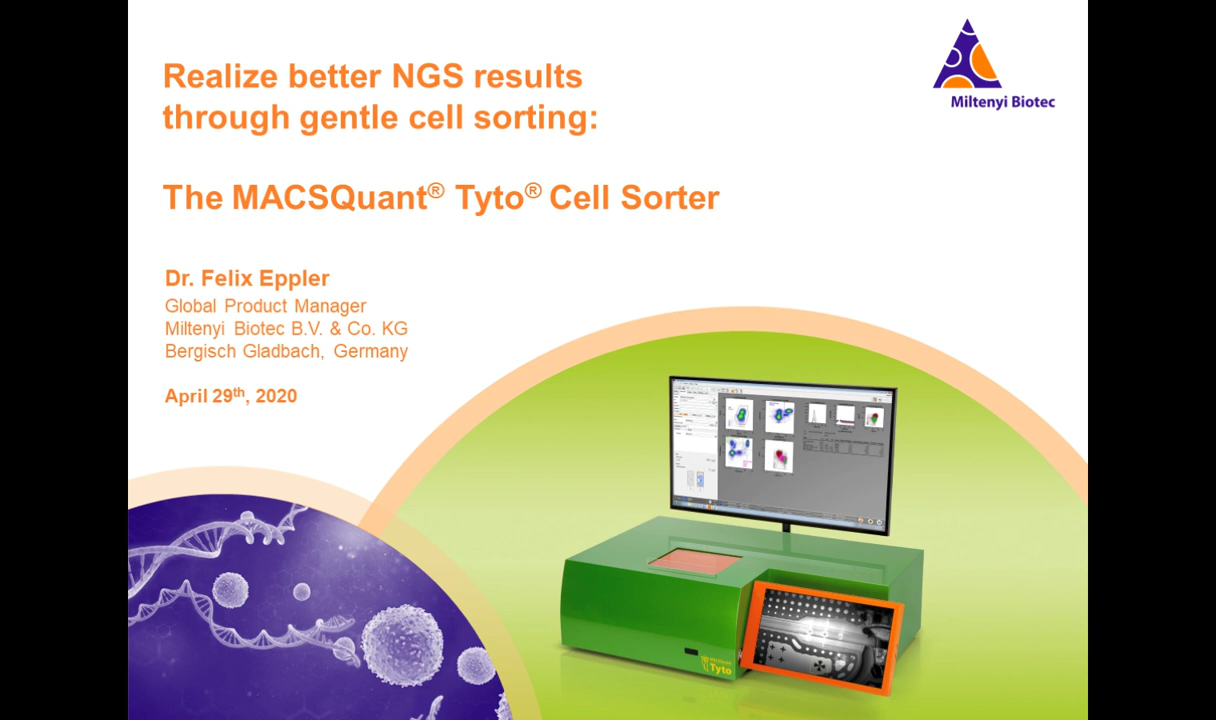 Realize better NGS results
through gentle cell sorting:
Miltenyi Biotec
The MACSQuant® Tyto® Cell Sorter
Dr. Felix Eppler
Global Product Manager
Miltenyi Biotec B.V. & Co. KG
Bergisch Gladbach, Germany
April 29th, 2020
Tyto